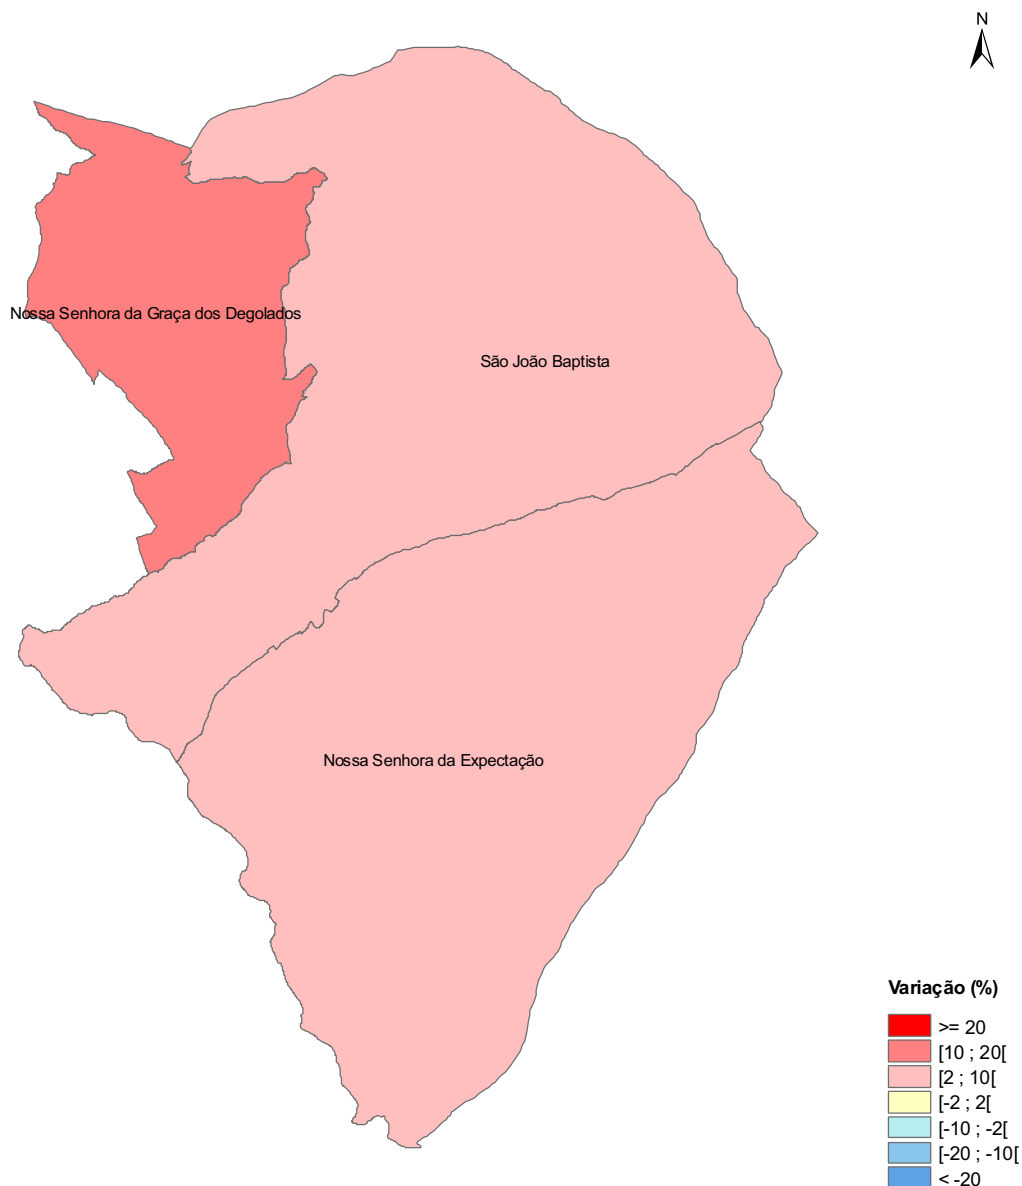 N
Nossa Senhora da Graça dos Degolados
São João Baptista
Nossa Senhora da Expectação
Variação (%)
>= 20
[10 ; 20[
[2 ; 10[
[-2 ; 2[
[-10 ; -2[
[-20 ; -10[
< -20